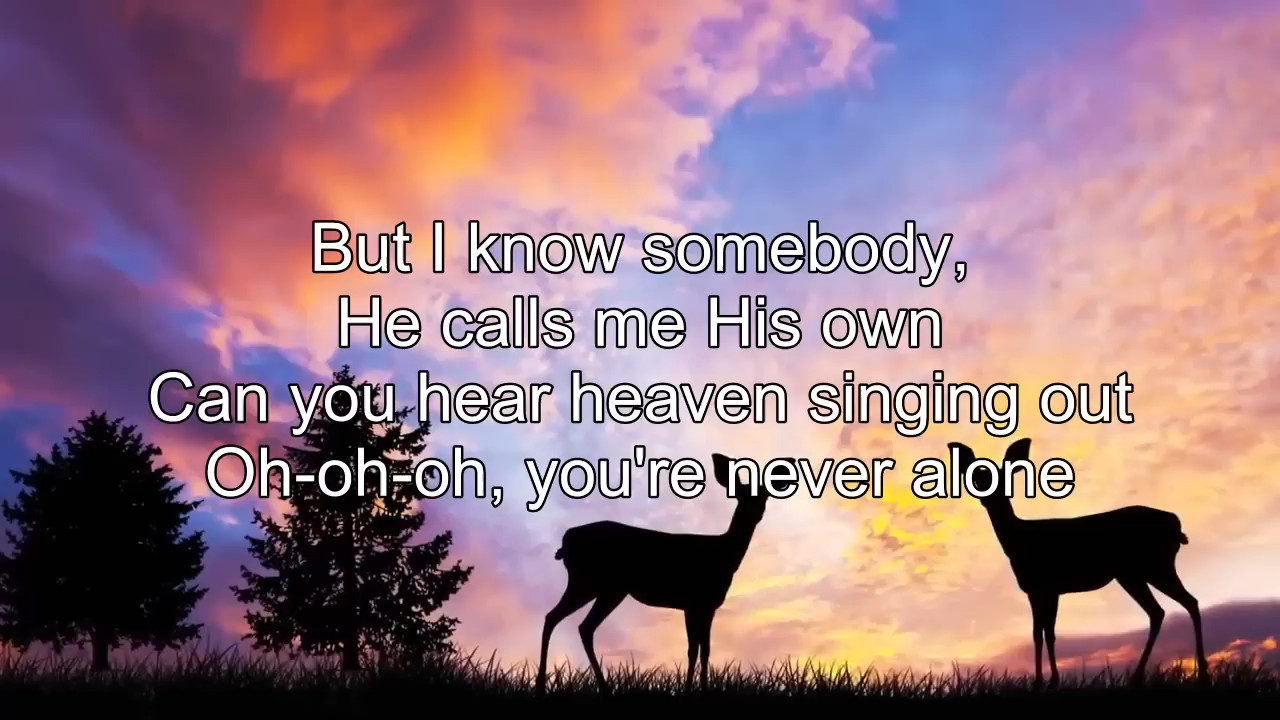 But I know somebody,
He calls me His own
Can you hear heaven singing out
Oh-oh-oh, you're never alone